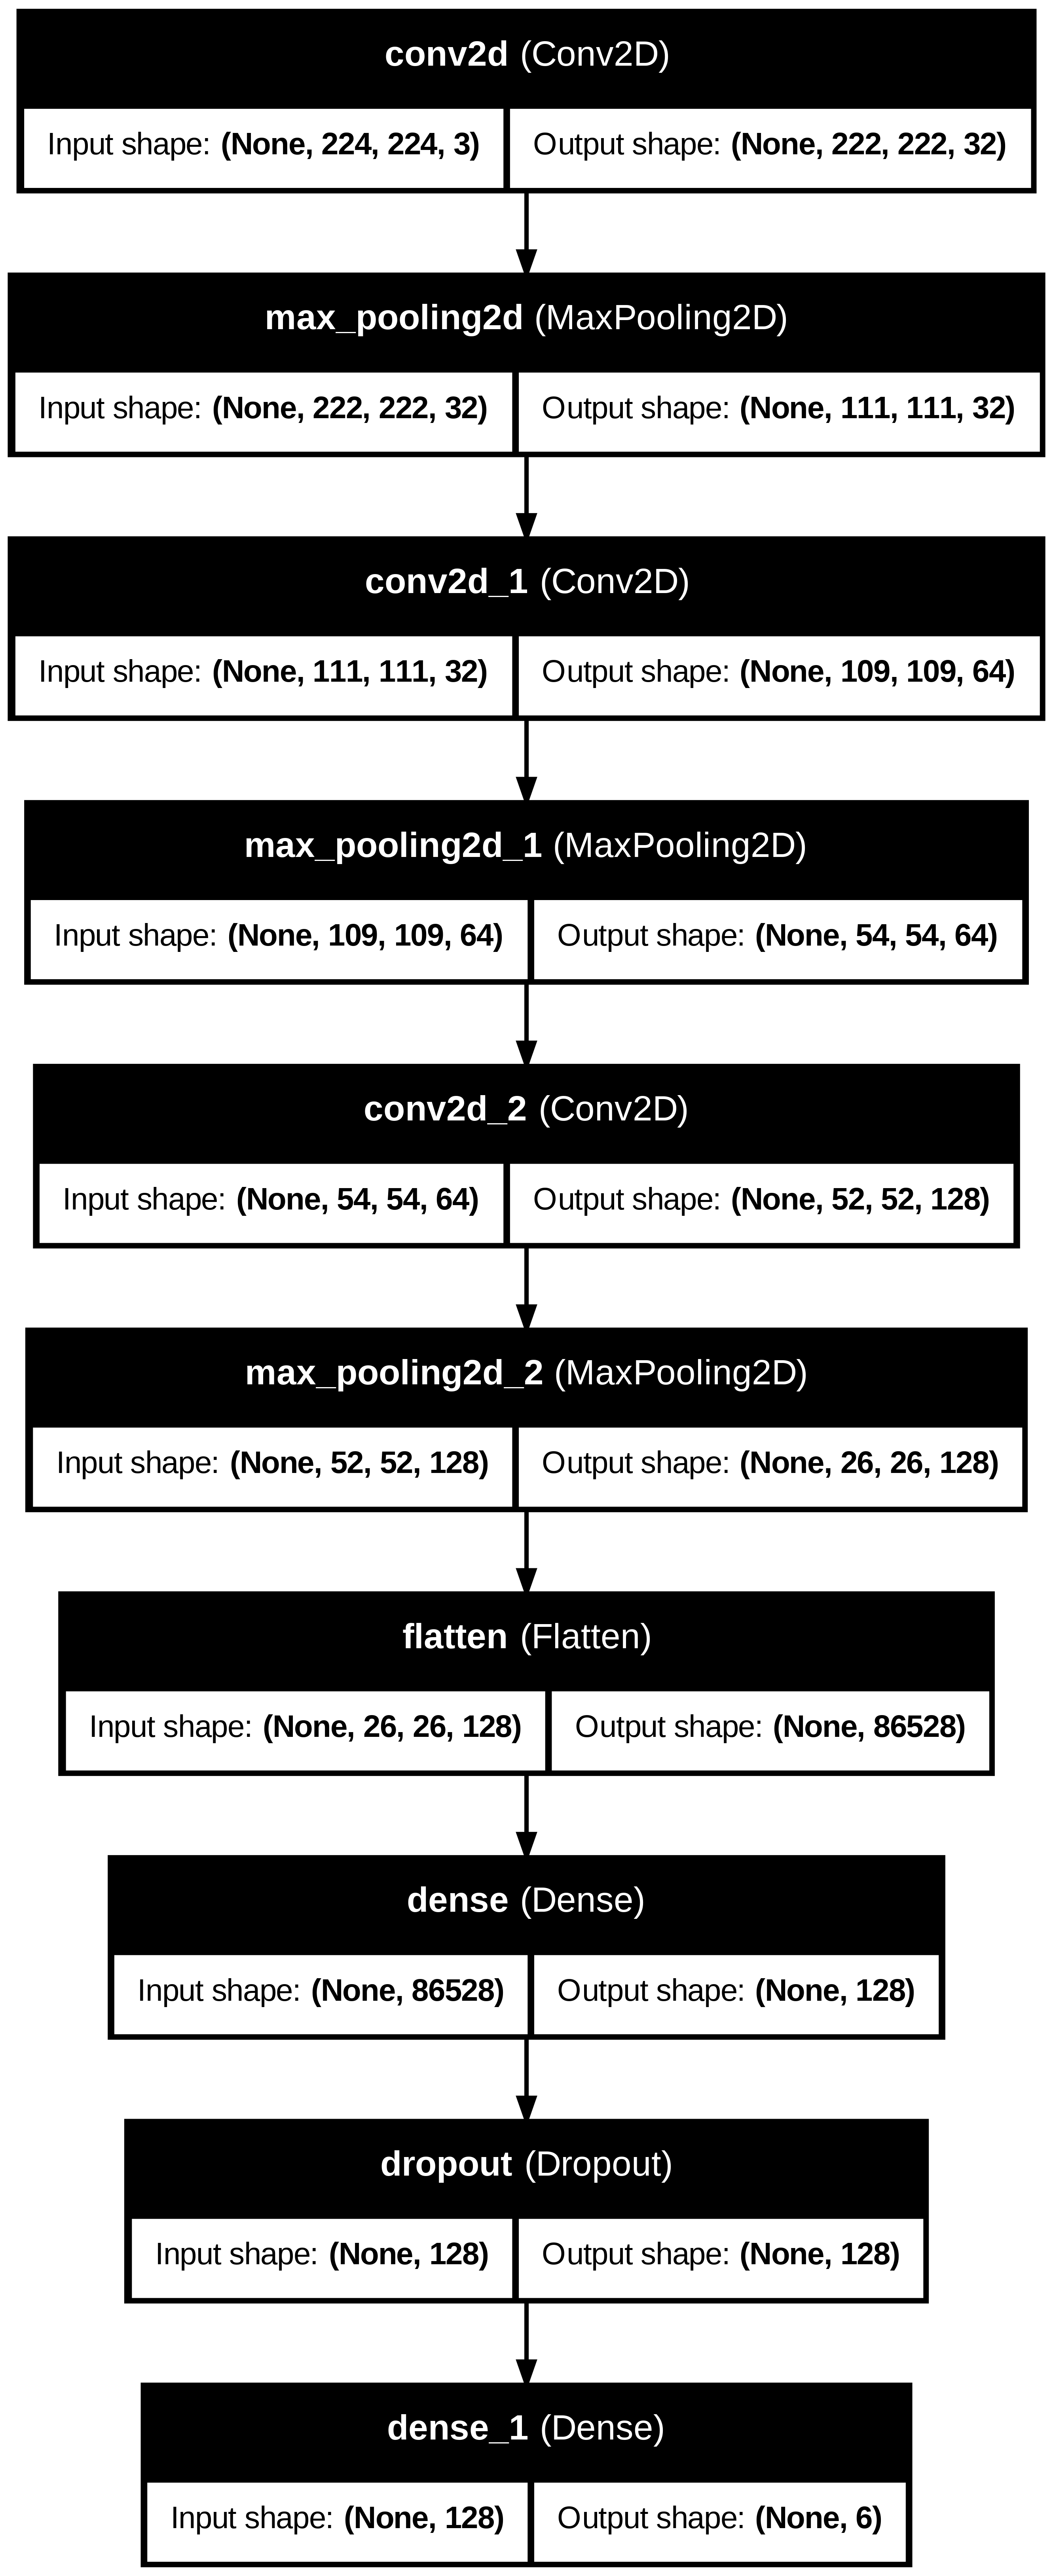 conv2d (Conv2D)
Input shape: (None, 224, 224, 3) Output shape: (None, 222, 222, 32)
max_pooling2d (MaxPooling2D)
Input shape: (None, 222, 222, 32) Output shape: (None, 111, 111, 32)
conv2d_1 (Conv2D)
Input shape: (None, 111, 111, 32) Output shape: (None, 109, 109, 64)
max_pooling2d_1 (MaxPooling2D)
Input shape: (None, 109, 109, 64) Output shape: (None, 54, 54, 64)
conv2d_2 (Conv2D)
Input shape: (None, 54, 54, 64) Output shape: (None, 52, 52, 128)
max_pooling2d_2 (MaxPooling2D)
Input shape: (None, 52, 52, 128) Output shape: (None, 26, 26, 128)
flatten (Flatten)
Input shape: (None, 26, 26, 128) Output shape: (None, 86528)
dense (Dense)
Input shape: (None, 86528) Output shape: (None, 128)
dropout (Dropout)
Input shape: (None, 128) Output shape: (None, 128)
dense_1 (Dense)
Input shape: (None, 128) Output shape: (None, 6)